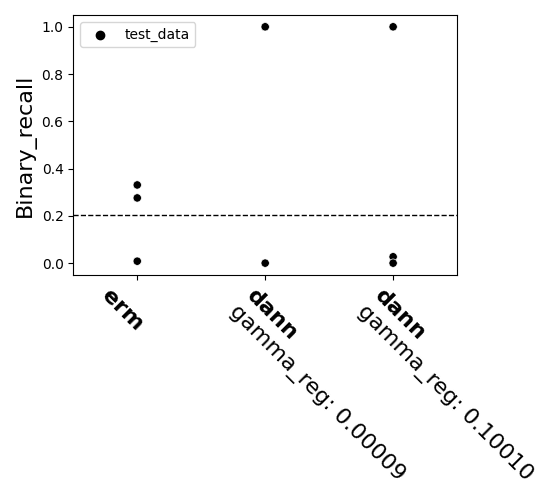 1.0
test_data
0.8
0.6
0.4
0.2
0.0
Binary_recall
erm
dann
gamma_reg: 0.00009
dann
gamma_reg: 0.10010